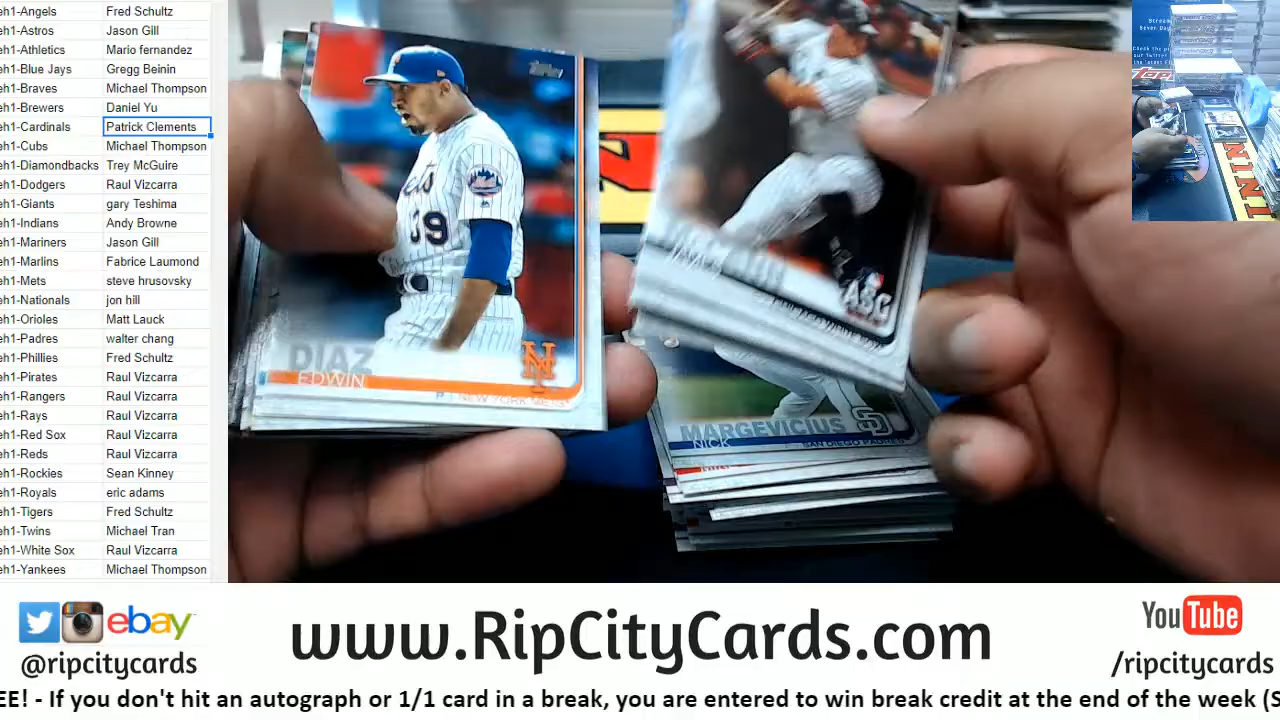 eh1-Angels Fred Schultz
eh1-Astros Jason Gill
eh1-Athletics Mario fernandez
eh1-Blue Jays Gregg Beinin
eh1-Braves Michael Thompson
eh1-Brewers Daniel Yu
eh1-Cardinals Patrick Clements
eh1-Cubs Michael Thompson
eh1-Diamondbacks Trey McGuire
eh1-Dodgers Raul Vizcarra
eh1-Giants gary Teshima
eh1-Indians Andy Browne
eh1-Mariners Jason Gill
eh1-Marlins Fabrice Laumond
eh1-Mets steve hrusovsky
eh1-Nationals jon hill
eh1-Orioles Matt Lauck
eh1-Padres walter chang
eh1-Phillies Fred Schultz
eh1-Pirates Raul Vizcarra
eh1-Rangers Raul Vizcarra
eh1-Rays Raul Vizcarra
eh1-Red Sox Raul Vizcarra
eh1-Reds Raul Vizcarra
eh1-Rockies Sean Kinney
eh1-Royals eric adams
eh1-Tigers Fred Schultz
eh1-Twins Michael Tran
eh1-White Sox Raul Vizcarra
eh1-Yankees Michael Thompson
Topps
39
DIAZ
EDWIN
P | NEW YORK METS
ASG
MARGEVICIUS
NICK
SAN DIEGO PADRES
Topps
ebay
@ripcitycards
www.RipCityCards.com
YouTube
/ripcitycards
EE! - If you don't hit an autograph or 1/1 card in a break, you are entered to win break credit at the end of the week (S